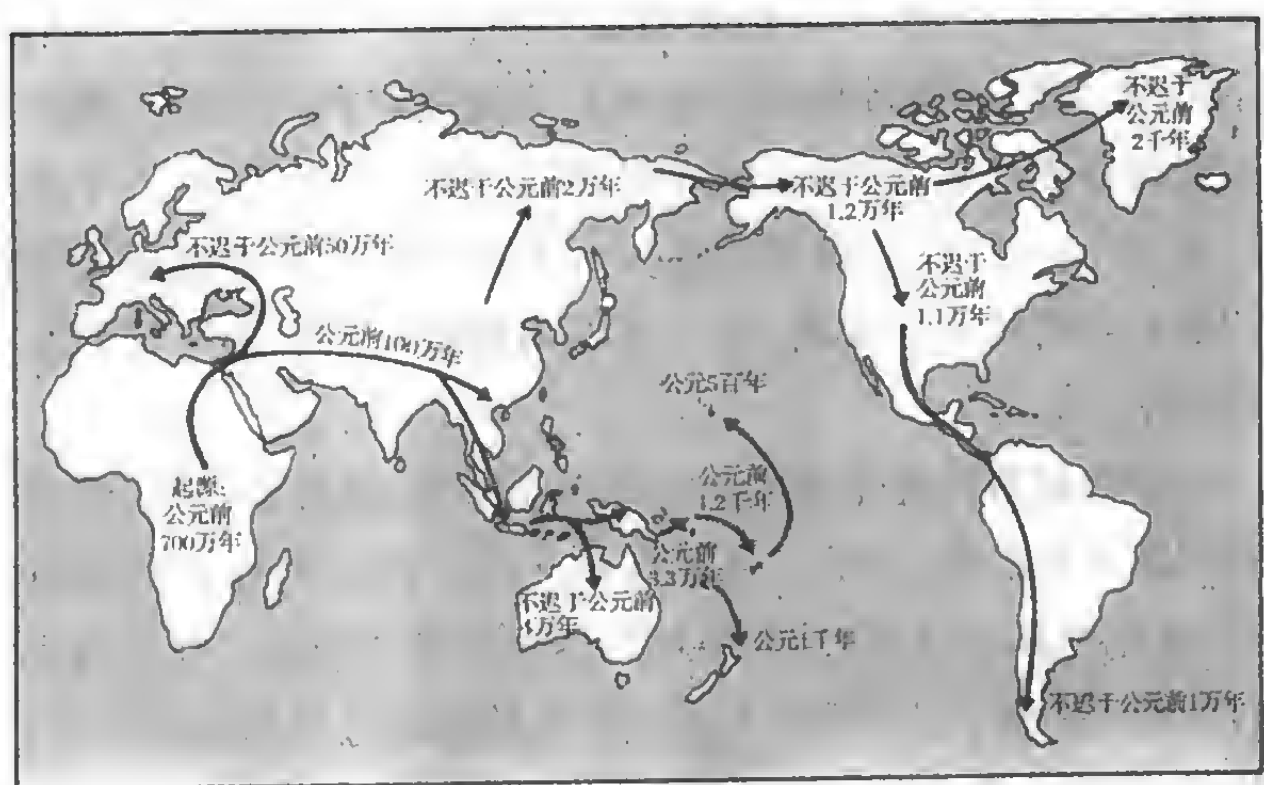 不迟于
公元前
2千年
不迟于公元前2万年
不迟于公元前
1.2万年
不迟于公元前50万年
不迟于
公元前
1.1万年
公元前100万年
公元5百年
公元前
1.2千年
起源:
公元前
700万年
公元前
3.3万年
不迟于公元前
4万年
公元1千年
不迟于公元前1万年